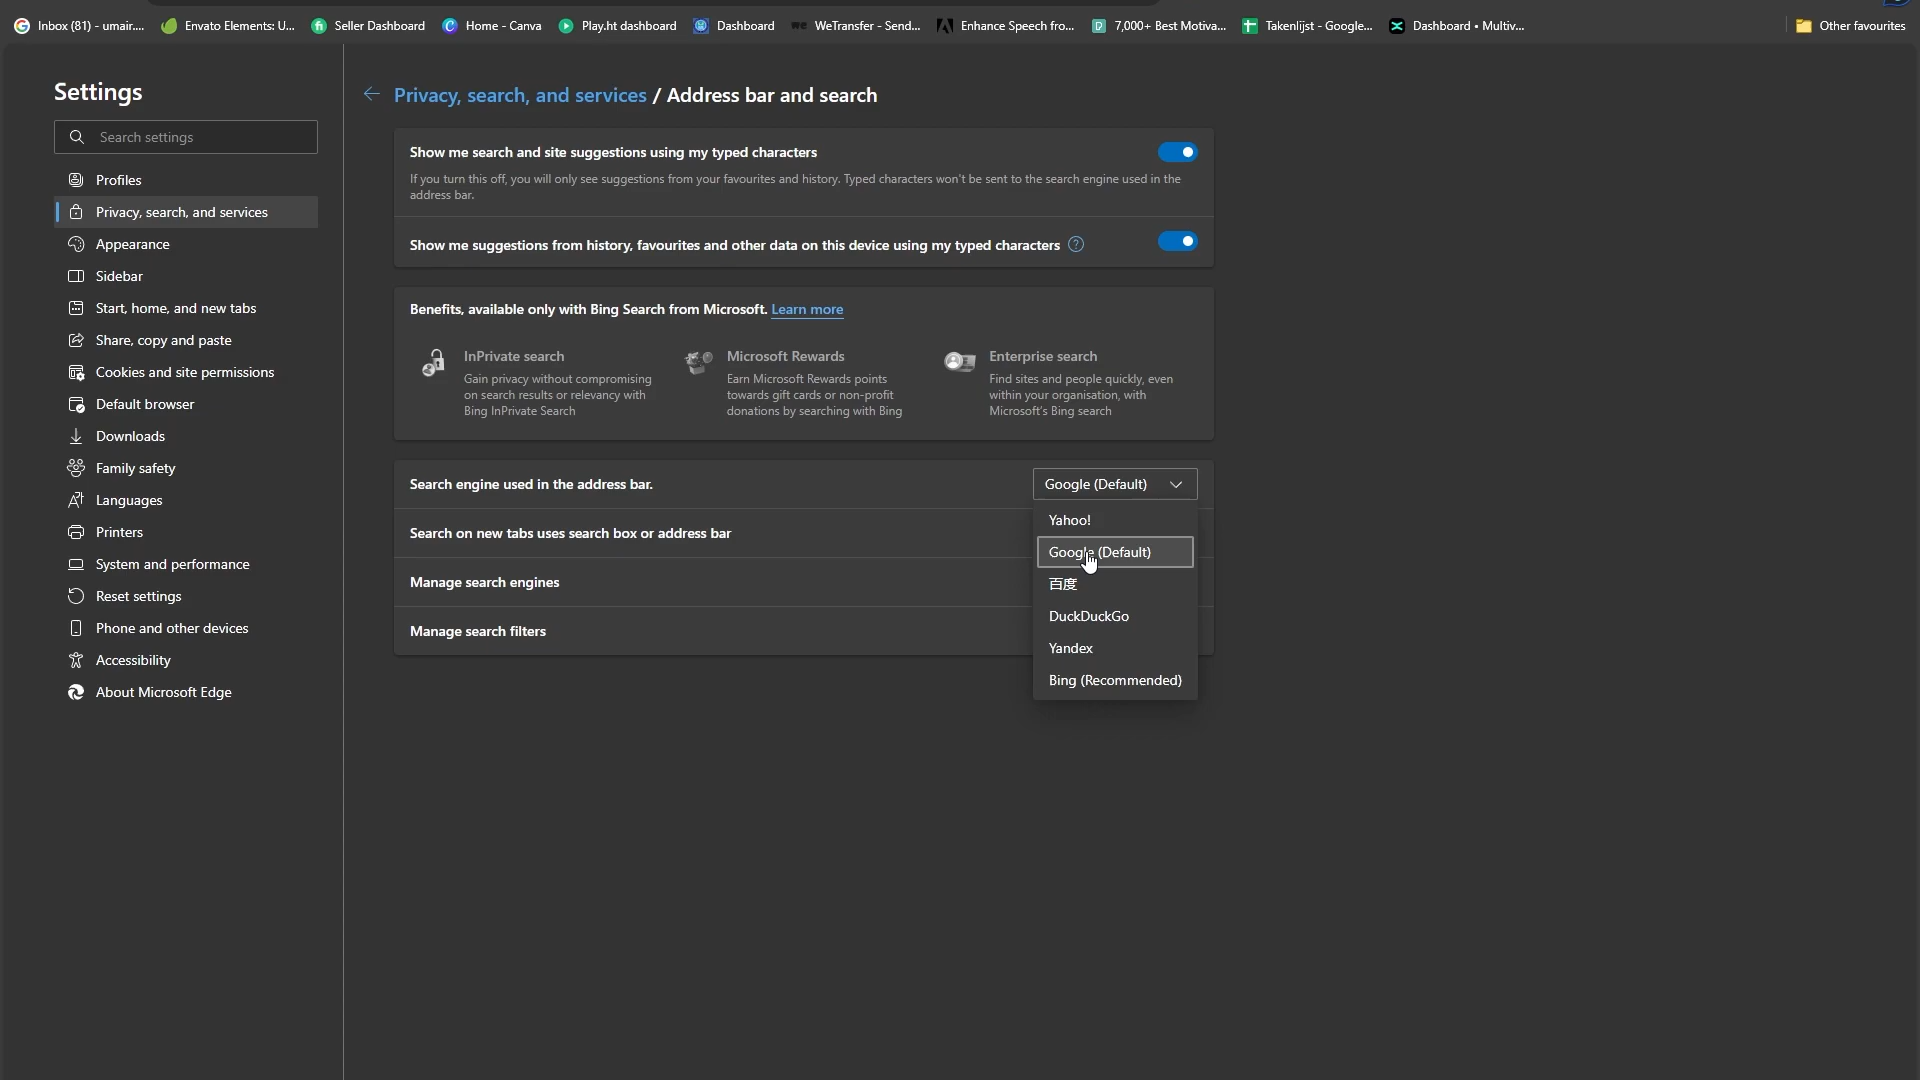 Inbox (81) - umair....
Envato Elements: U...
Seller Dashboard
Home - Canva
Play.ht dashboard
Dashboard
WeTransfer - Send...
Enhance Speech fro...
7,000+ Best Motiva...
Takenlijst - Google...
Dashboard • Multiv...
Other favourites
Settings
Search settings
Profiles
Privacy, search, and services
Appearance
Sidebar
Start, home, and new tabs
Share, copy and paste
Cookies and site permissions
Default browser
Downloads
Family safety
Languages
Printers
System and performance
Reset settings
Phone and other devices
Accessibility
About Microsoft Edge
Privacy, search, and services / Address bar and search
Show me search and site suggestions using my typed characters
If you turn this off, you will only see suggestions from your favourites and history. Typed characters won't be sent to the search engine used in the
address bar.
Show me suggestions from history, favourites and other data on this device using my typed characters
Benefits, available only with Bing Search from Microsoft. Learn more
InPrivate search
Gain privacy without compromising
on search results or relevancy with
Bing InPrivate Search
Microsoft Rewards
Earn Microsoft Rewards points
towards gift cards or non-profit
donations by searching with Bing
Enterprise search
Find sites and people quickly, even
within your organisation, with
Microsoft's Bing search
Search engine used in the address bar.
Google (Default)
Search on new tabs uses search box or address bar
Manage search engines
Manage search filters
Yahoo!
Google (Default)
百度
DuckDuckGo
Yandex
Bing (Recommended)